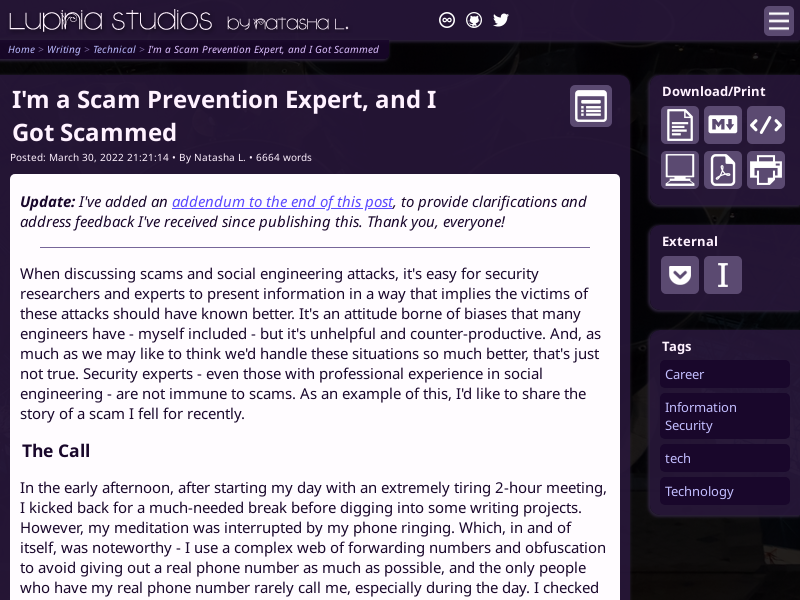 Lupinia Studios by Natasha L.
Home > Writing > Technical > I'm a Scam Prevention Expert, and I Got Scammed
I'm a Scam Prevention Expert, and I
Got Scammed
Posted: March 30, 2022 21:21:14 • By Natasha L. • 6664 words
Update: I've added an addendum to the end of this post, to provide clarifications and
address feedback I've received since publishing this. Thank you, everyone!
When discussing scams and social engineering attacks, it's easy for security
researchers and experts to present information in a way that implies the victims of
these attacks should have known better. It's an attitude borne of biases that many
engineers have - myself included - but it's unhelpful and counter-productive. And, as
much as we may like to think we'd handle these situations so much better, that's just
not true. Security experts - even those with professional experience in social
engineering - are not immune to scams. As an example of this, I'd like to share the
story of a scam I fell for recently.
The Call
In the early afternoon, after starting my day with an extremely tiring 2-hour meeting,
I kicked back for a much-needed break before digging into some writing projects.
However, my meditation was interrupted by my phone ringing. Which, in and of
itself, was noteworthy - I use a complex web of forwarding numbers and obfuscation
to avoid giving out a real phone number as much as possible, and the only people
who have my real phone number rarely call me, especially during the day. I checked
Download/Print
M
External
I
Tags
Career
Information
Security
tech
Technology